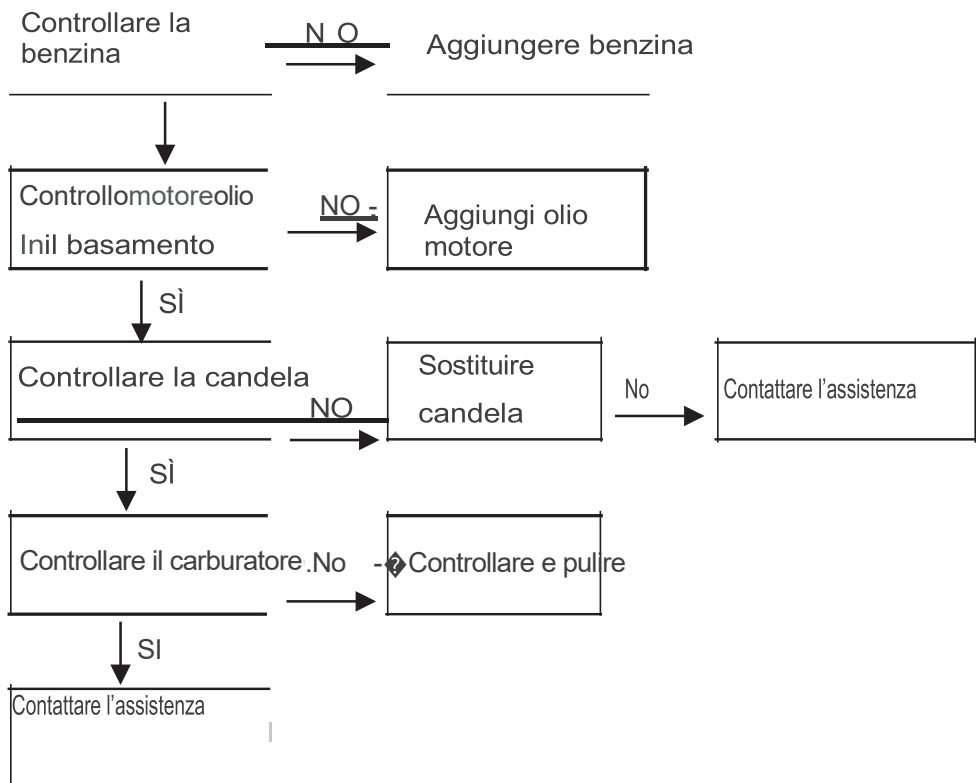 Controllare la
benzina
N O
Aggiungere benzina
Controllomotoreolio
Inil basamento
NO -
Aggiungi olio
motore
SÌ
Controllare la candela
NO
Sostituire
candela
No
Contattare l'assistenza
SÌ
Controllare il carburatore .No -� Controllare e pulire
SI
Contattare l'assistenza